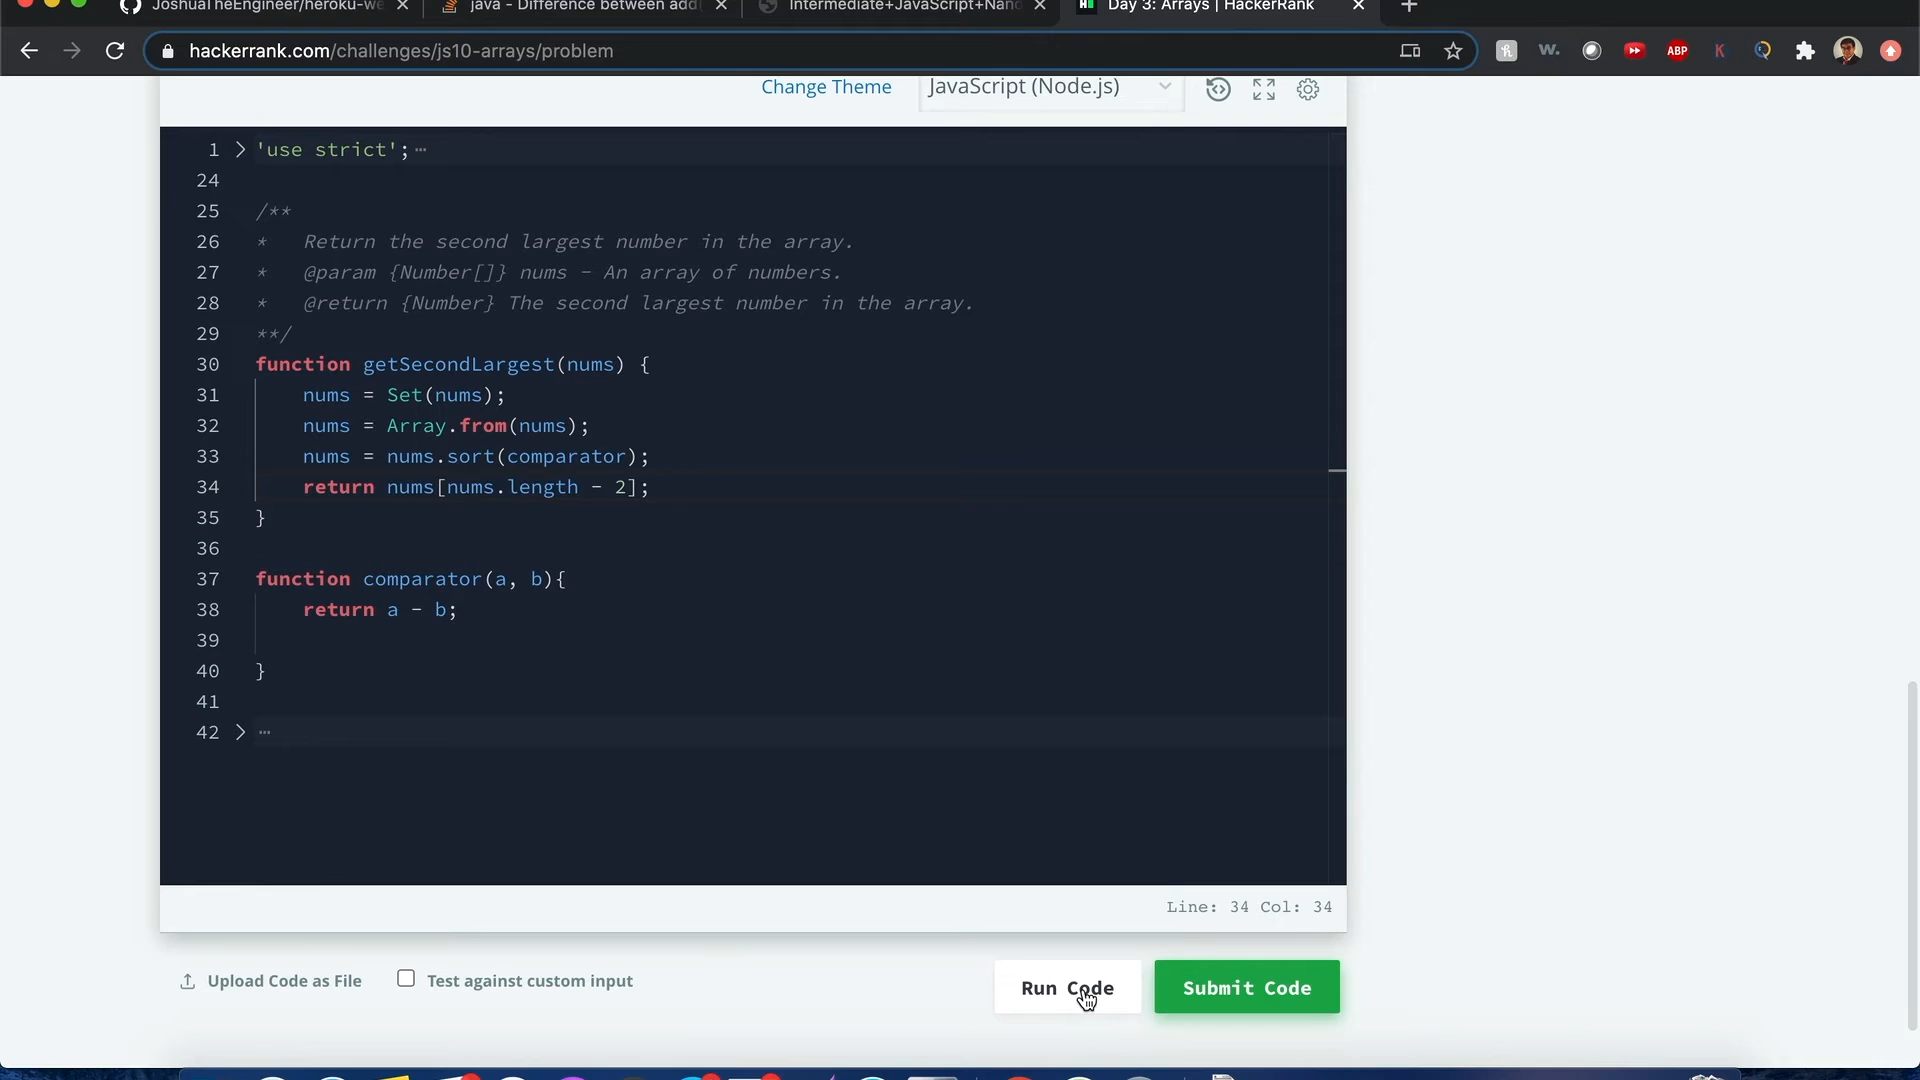 JoshuaTheEngineer/heroku-we
java - Difference between add(
Intermediate+JavaScript+Nano
Day 3: Arrays | HackerRank
hackerrank.com/challenges/js10-arrays/problem
w.
ABP
K
Change Theme
JavaScript (Node.js)
1 'use strict';
24
25 /**
26 *   Return the second largest number in the array.
27 *   @param {Number[]} nums - An array of numbers.
28 *   @return {Number} The second largest number in the array.
29 **/
30 function getSecondLargest(nums) {
31     nums = Set(nums);
32     nums = Array.from(nums);
33     nums = nums.sort(comparator);
34     return nums[nums.length - 2];
35 }
36
37 function comparator(a, b){
38     return a - b;
39
40 }
41
42
Line: 34 Col: 34
Upload Code as File
Test against custom input
Run Code
Submit Code